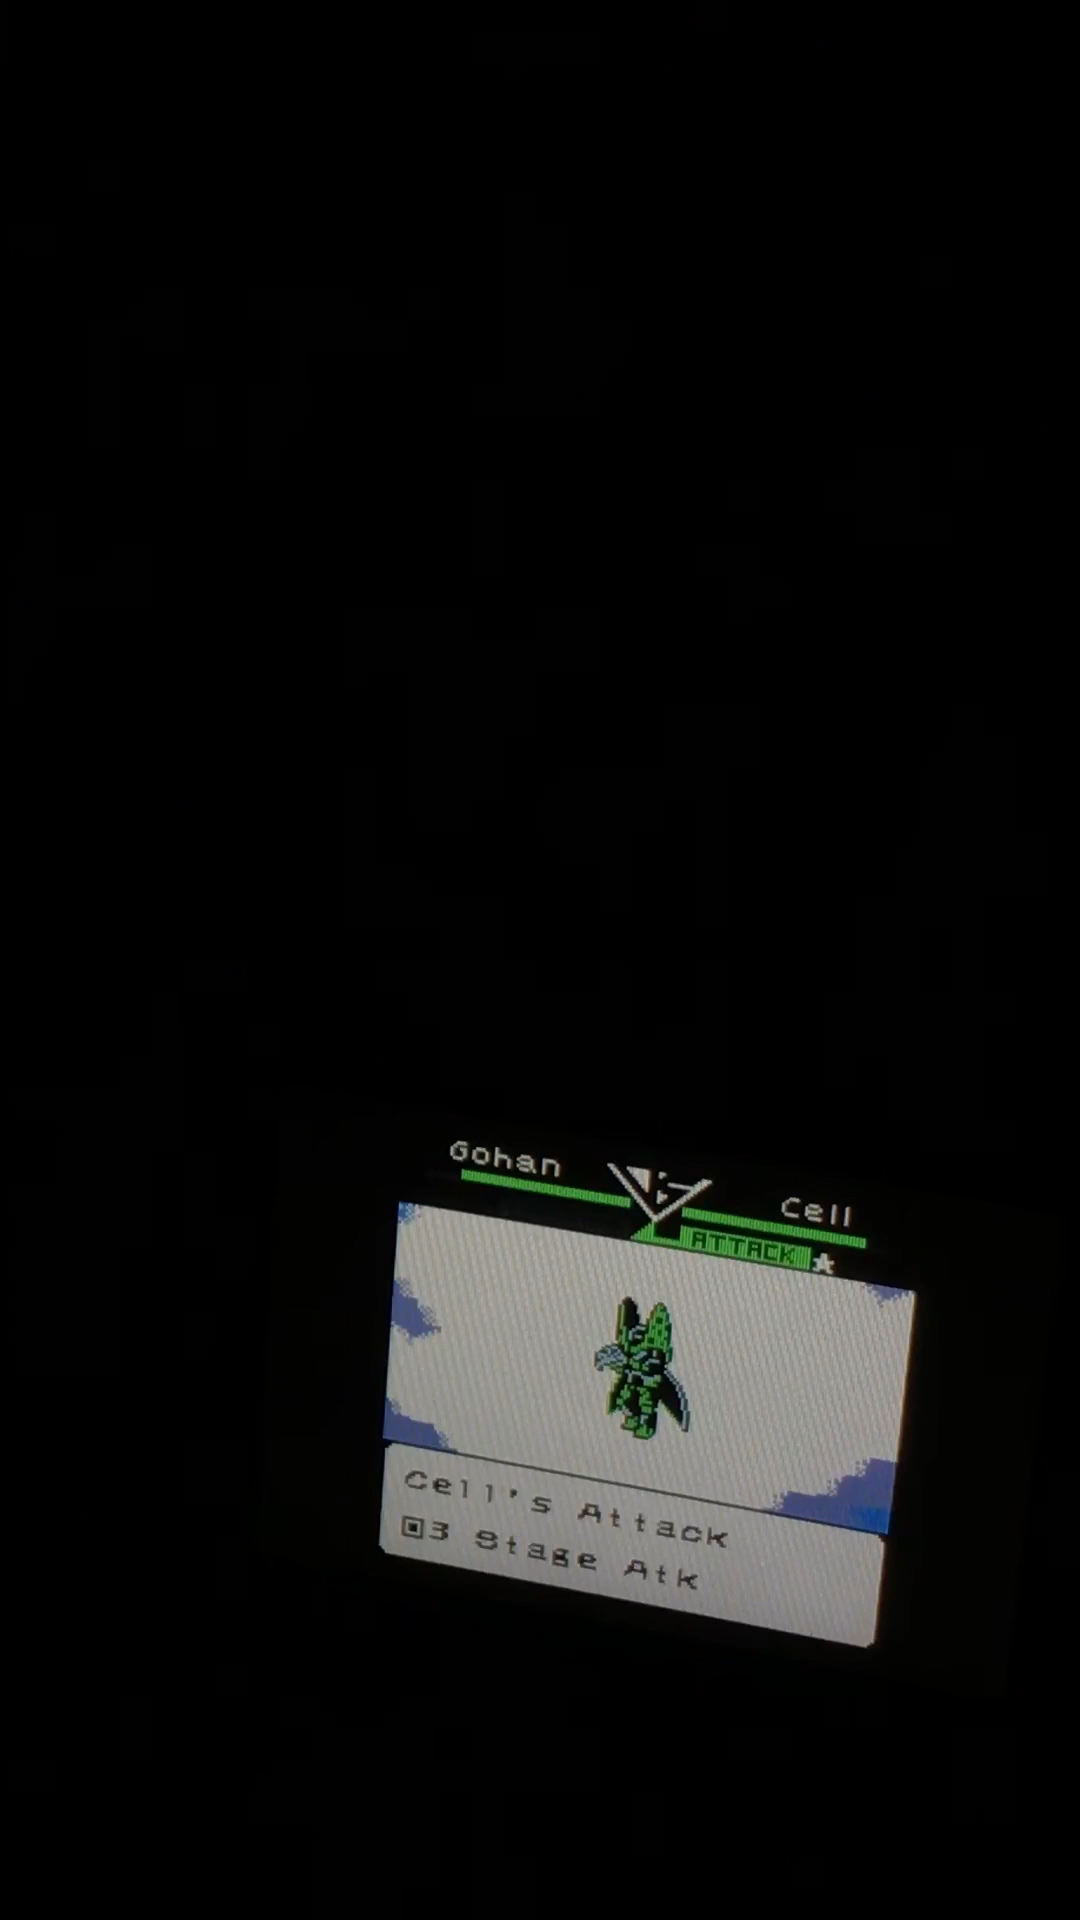 Gohan
Cell
ATTACK
Cell's Attack
3 Stage Atk